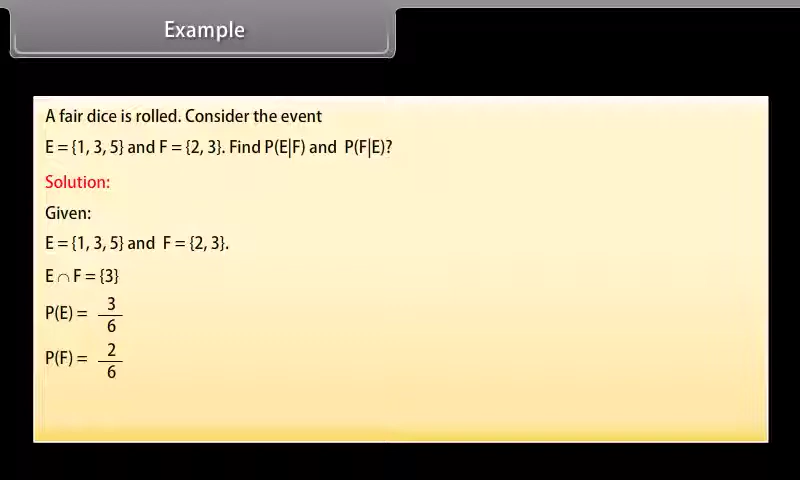 Example
A fair dice is rolled. Consider the event
E = {1, 3, 5} and F = {2, 3}. Find P(E|F) and P(F|E)?
Solution:
Given:
E = {1, 3, 5} and F = {2, 3}.
E ∩ F = {3}
P(E) = 3/6
P(F) = 2/6